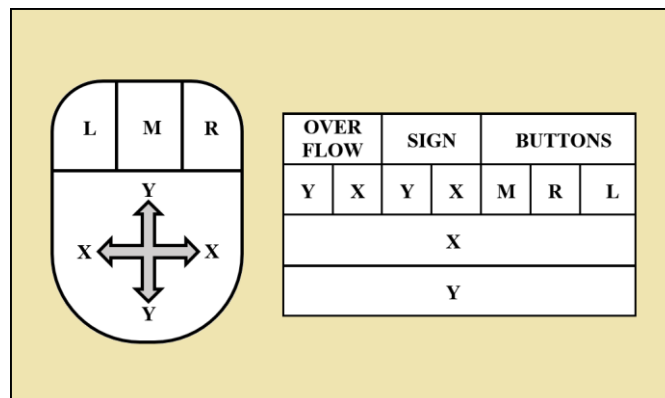 L M R
Y
X X
Y
OVER FLOW SIGN BUTTONS
Y X Y X M R L
X
Y